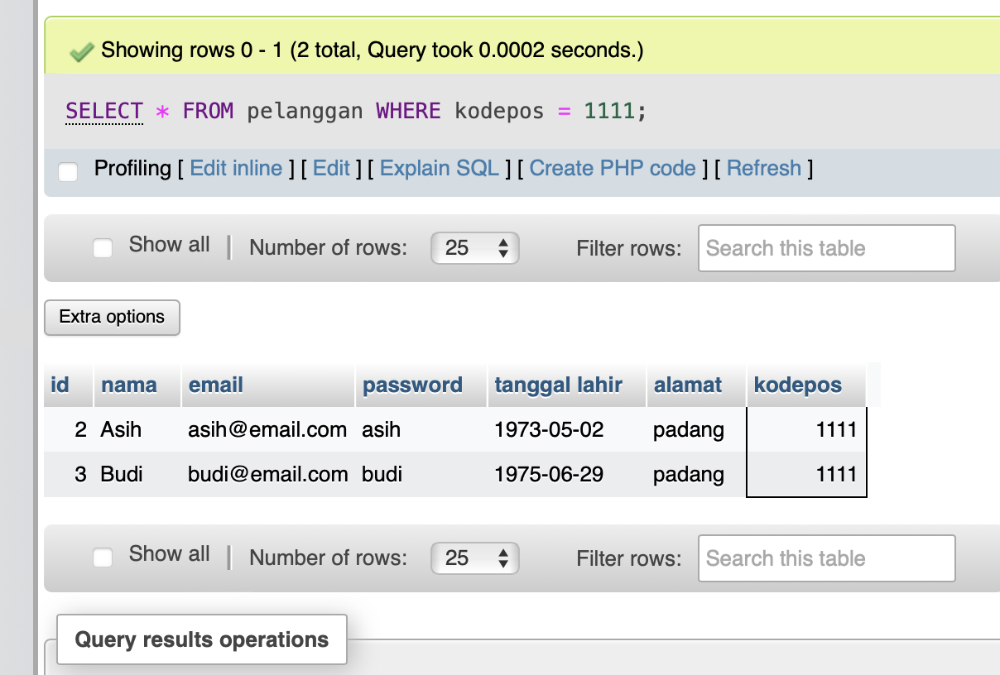 Showing rows 0 - 1 (2 total, Query took 0.0002 seconds.)
SELECT * FROM pelanggan WHERE kodepos = 1111;
Profiling [ Edit inline ] [ Edit ] [ Explain SQL ] [ Create PHP code ] [ Refresh ]
Show all | Number of rows: 25 Filter rows: Search this table
Extra options
id nama email password tanggal lahir alamat kodepos
2 Asih asih@email.com asih 1973-05-02 padang 1111
3 Budi budi@email.com budi 1975-06-29 padang 1111
Show all | Number of rows: 25 Filter rows: Search this table
Query results operations